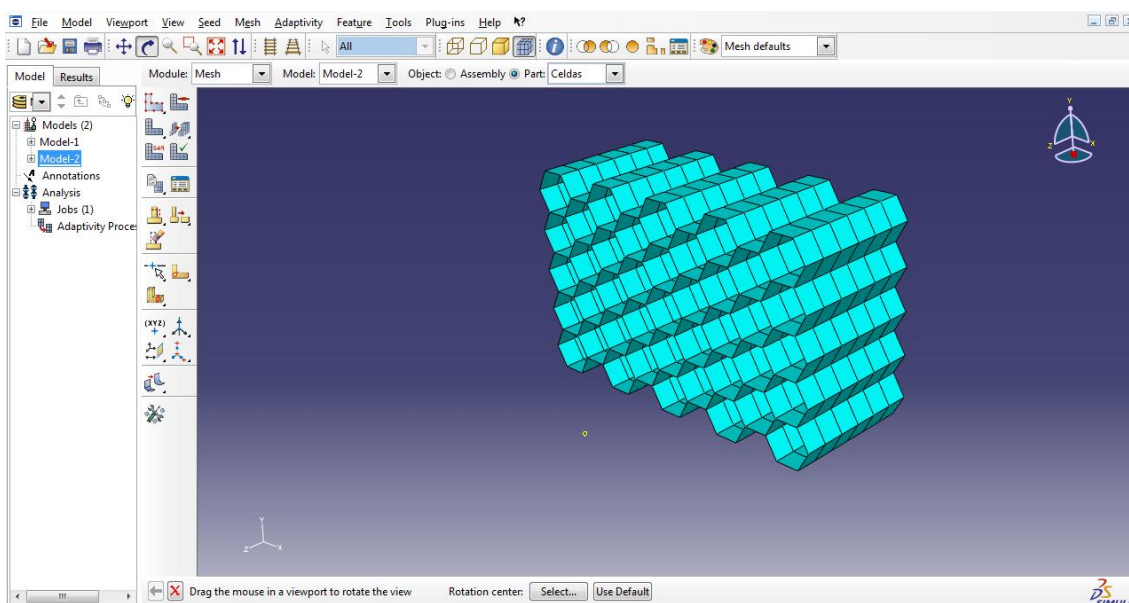 File Model Viewport View Seed Mesh Adaptivity Feature Tools Plug-ins Help
All Mesh defaults
Model Results Module: Mesh Model: Model-2 Object: Assembly Part: Celdas
Models (2)
Model-1
Model-2
Annotations
Analysis
Jobs (1)
Adaptivity Proce
(XYZ)
Y
Z X
Y
Z X
Drag the mouse in a viewport to rotate the view Rotation center: Select... Use Default